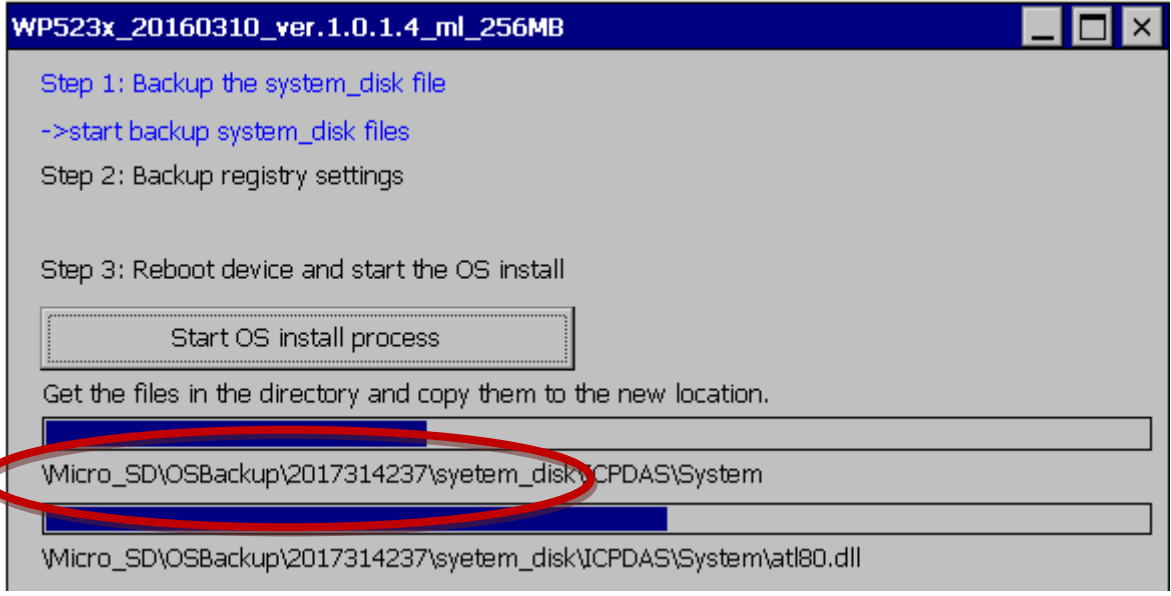 WP523x_20160310_ver.1.0.1.4_ml_256MB
Step 1: Backup the system_disk file
->start backup system_disk files
Step 2: Backup registry settings
Step 3: Reboot device and start the OS install
Start OS install process
Get the files in the directory and copy them to the new location.
\Micro_SD\OSBackup\2017314237\syetem_disk\ICPDAS\System
\Micro_SD\OSBackup\2017314237\syetem_disk\ICPDAS\System\atl80.dll